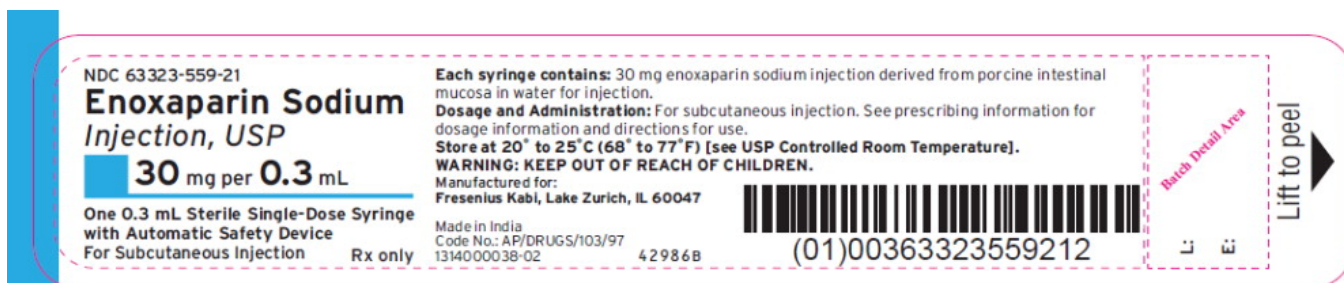 NDC 63323-559-21
Enoxaparin Sodium
Injection, USP
30 mg per 0.3 mL
One 0.3 mL Sterile Single-Dose Syringe
with Automatic Safety Device
For Subcutaneous Injection Rx only
Each syringe contains: 30 mg enoxaparin sodium injection derived from porcine intestinal
mucosa in water for injection.
Dosage and Administration: For subcutaneous injection. See prescribing information for
dosage information and directions for use.
Store at 20˚ to 25˚C (68˚ to 77˚F) [see USP Controlled Room Temperature].
WARNING: KEEP OUT OF REACH OF CHILDREN.
Manufactured for:
Fresenius Kabi, Lake Zurich, IL 60047
Made in India
Code No.: AP/DRUGS/103/97
1314000038-02 42986B
(01)00363323559212
Batch Detail Area
Lift to peel